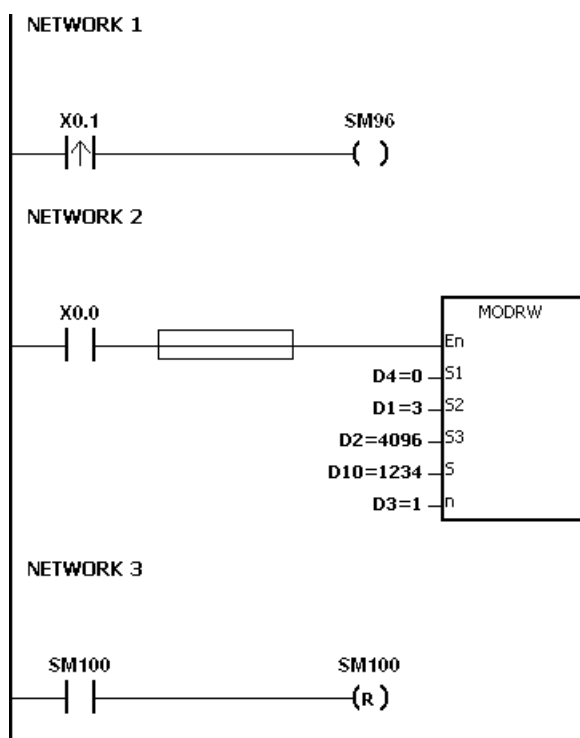 NETWORK 1
X0.1 SM96
NETWORK 2
X0.0
MODRW
En
D4=0 S1
D1=3 S2
D2=4096 S3
D10=1234 S
D3=1 n
NETWORK 3
SM100 SM100
R